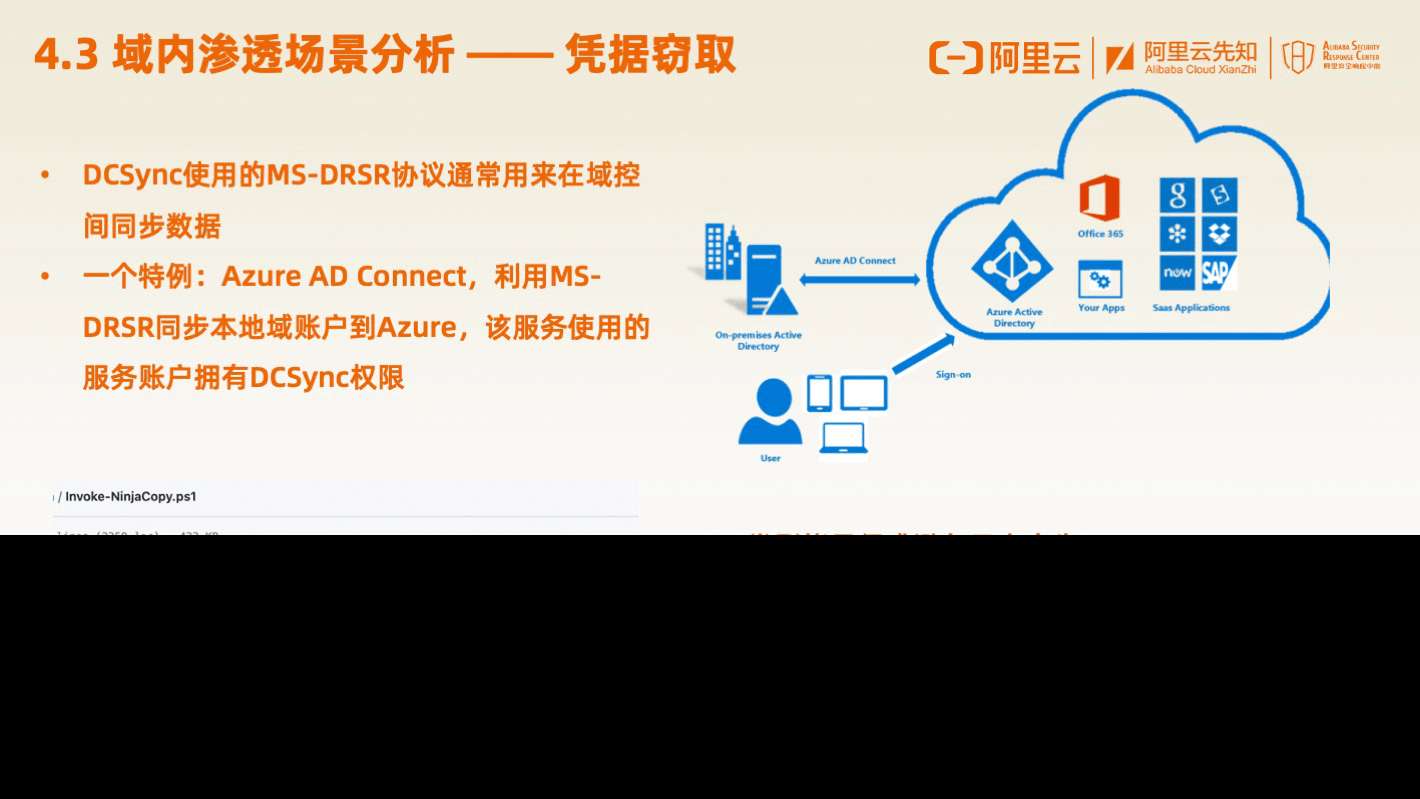 4.3 域内渗透场景分析 —— 凭据窃取
阿里云
阿里云先知
Alibaba Cloud XianZhi
ALIBABA SECURITY
RESPONSE CENTER
阿里安全响应中心
• DCSync使用的MS-DRSR协议通常用来在域控
间同步数据
• 一个特例：Azure AD Connect，利用MS-
DRSR同步本地域账户到Azure，该服务使用的
服务账户拥有DCSync权限
Office 365
Azure AD Connect
now
SAP
Azure Active
Directory
Your Apps
Saas Applications
On-premises Active
Directory
Sign-on
User
/ Invoke-NinjaCopy.ps1